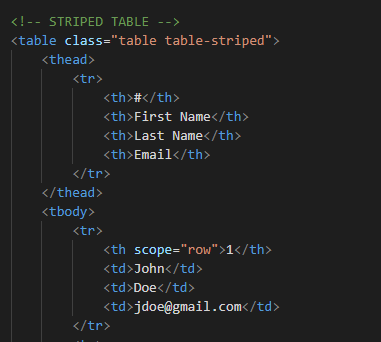 <!-- STRIPED TABLE -->
<table class="table table-striped">
<thead>
<tr>
<th>#</th>
<th>First Name</th>
<th>Last Name</th>
<th>Email</th>
</tr>
</thead>
<tbody>
<tr>
<th scope="row">1</th>
<td>John</td>
<td>Doe</td>
<td>jdoe@gmail.com</td>
</tr>